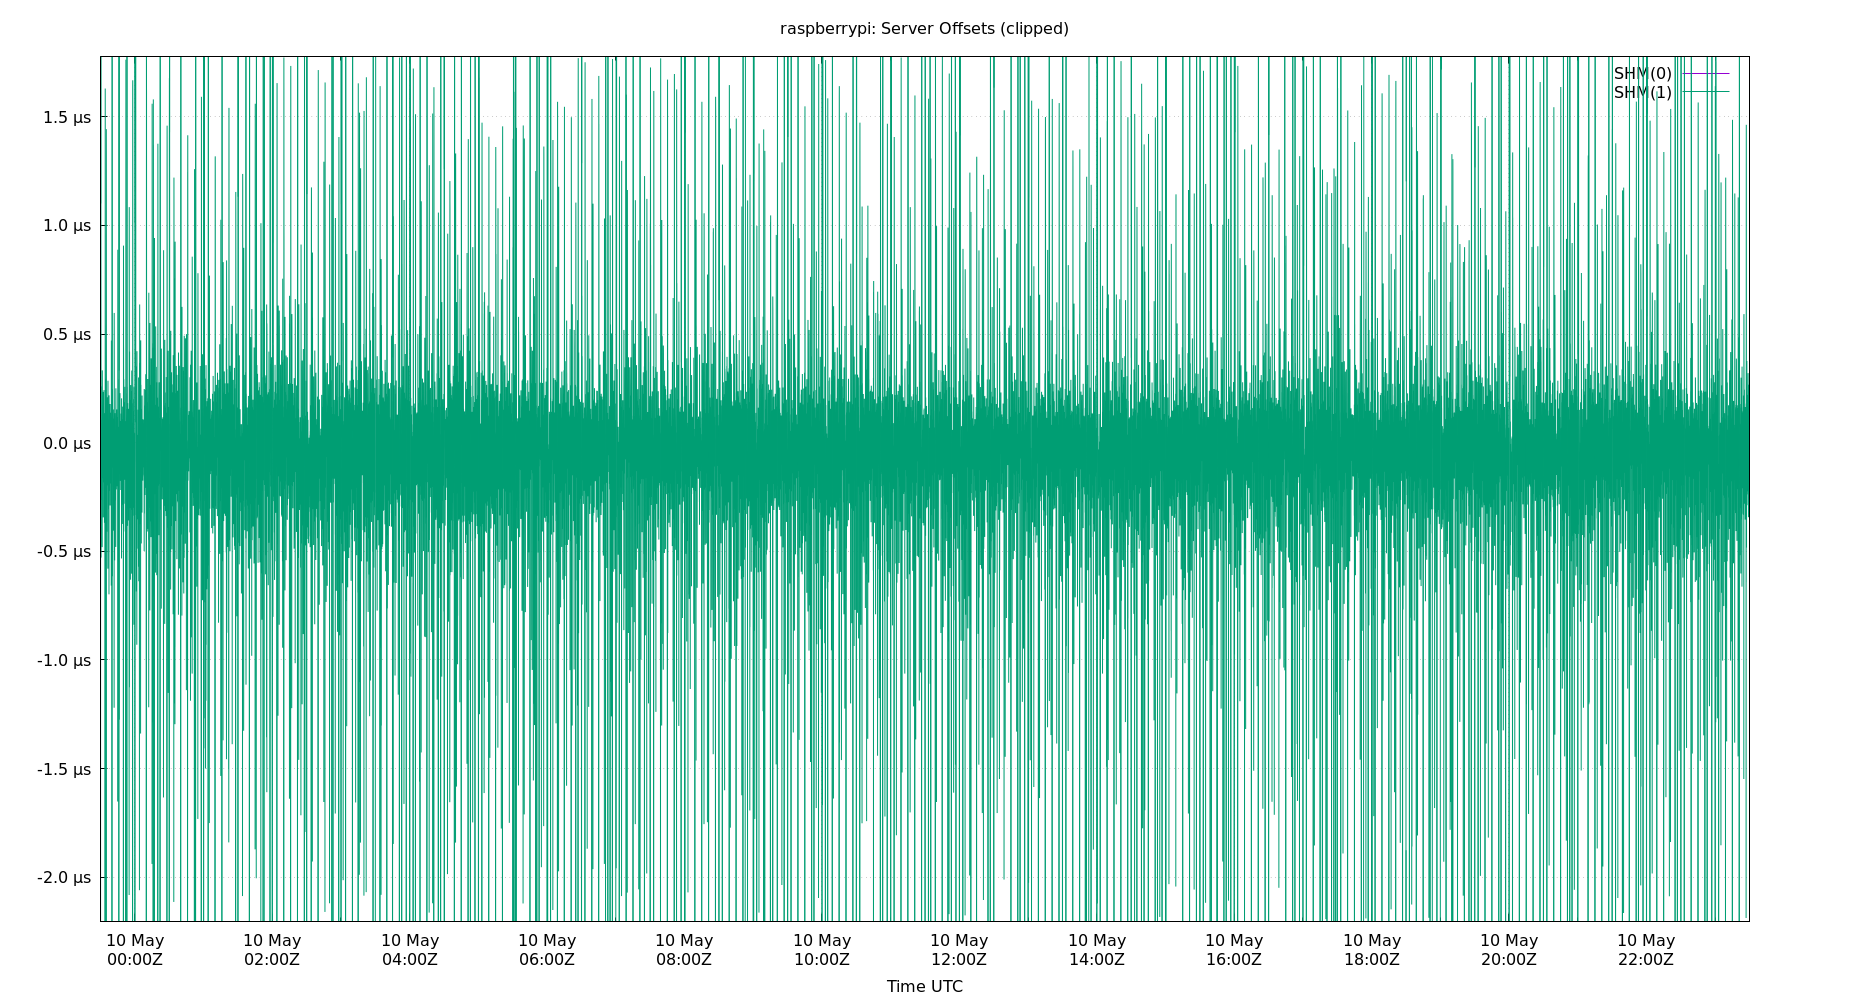 raspberrypi: Server Offsets (clipped)
SHM(0)
SHM(1)
1.5 µs
1.0 µs
0.5 µs
0.0 µs
-0.5 µs
-1.0 µs
-1.5 µs
-2.0 µs
10 May 10 May 10 May 10 May 10 May 10 May 10 May 10 May 10 May 10 May 10 May 10 May
00:00Z 02:00Z 04:00Z 06:00Z 08:00Z 10:00Z 12:00Z 14:00Z 16:00Z 18:00Z 20:00Z 22:00Z
Time UTC